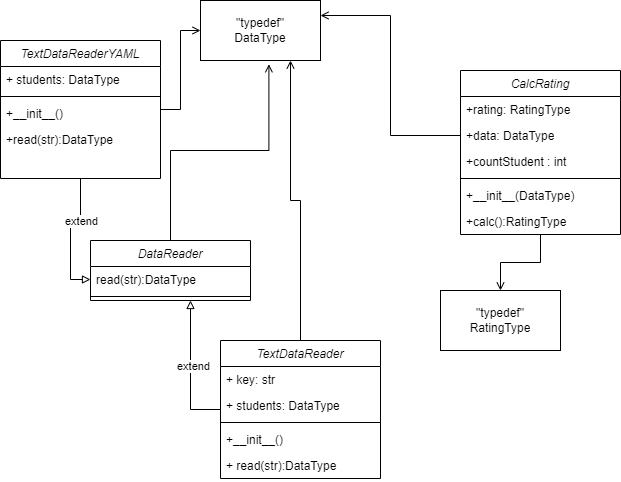 "typedef"
DataType
TextDataReaderYAML
+ students: DataType
+__init__()
+read(str):DataType
extend
DataReader
read(str):DataType
extend
TextDataReader
+ key: str
+ students: DataType
+__init__()
+ read(str):DataType
CalcRating
+rating: RatingType
+data: DataType
+countStudent : int
+__init__(DataType)
+calc():RatingType
"typedef"
RatingType